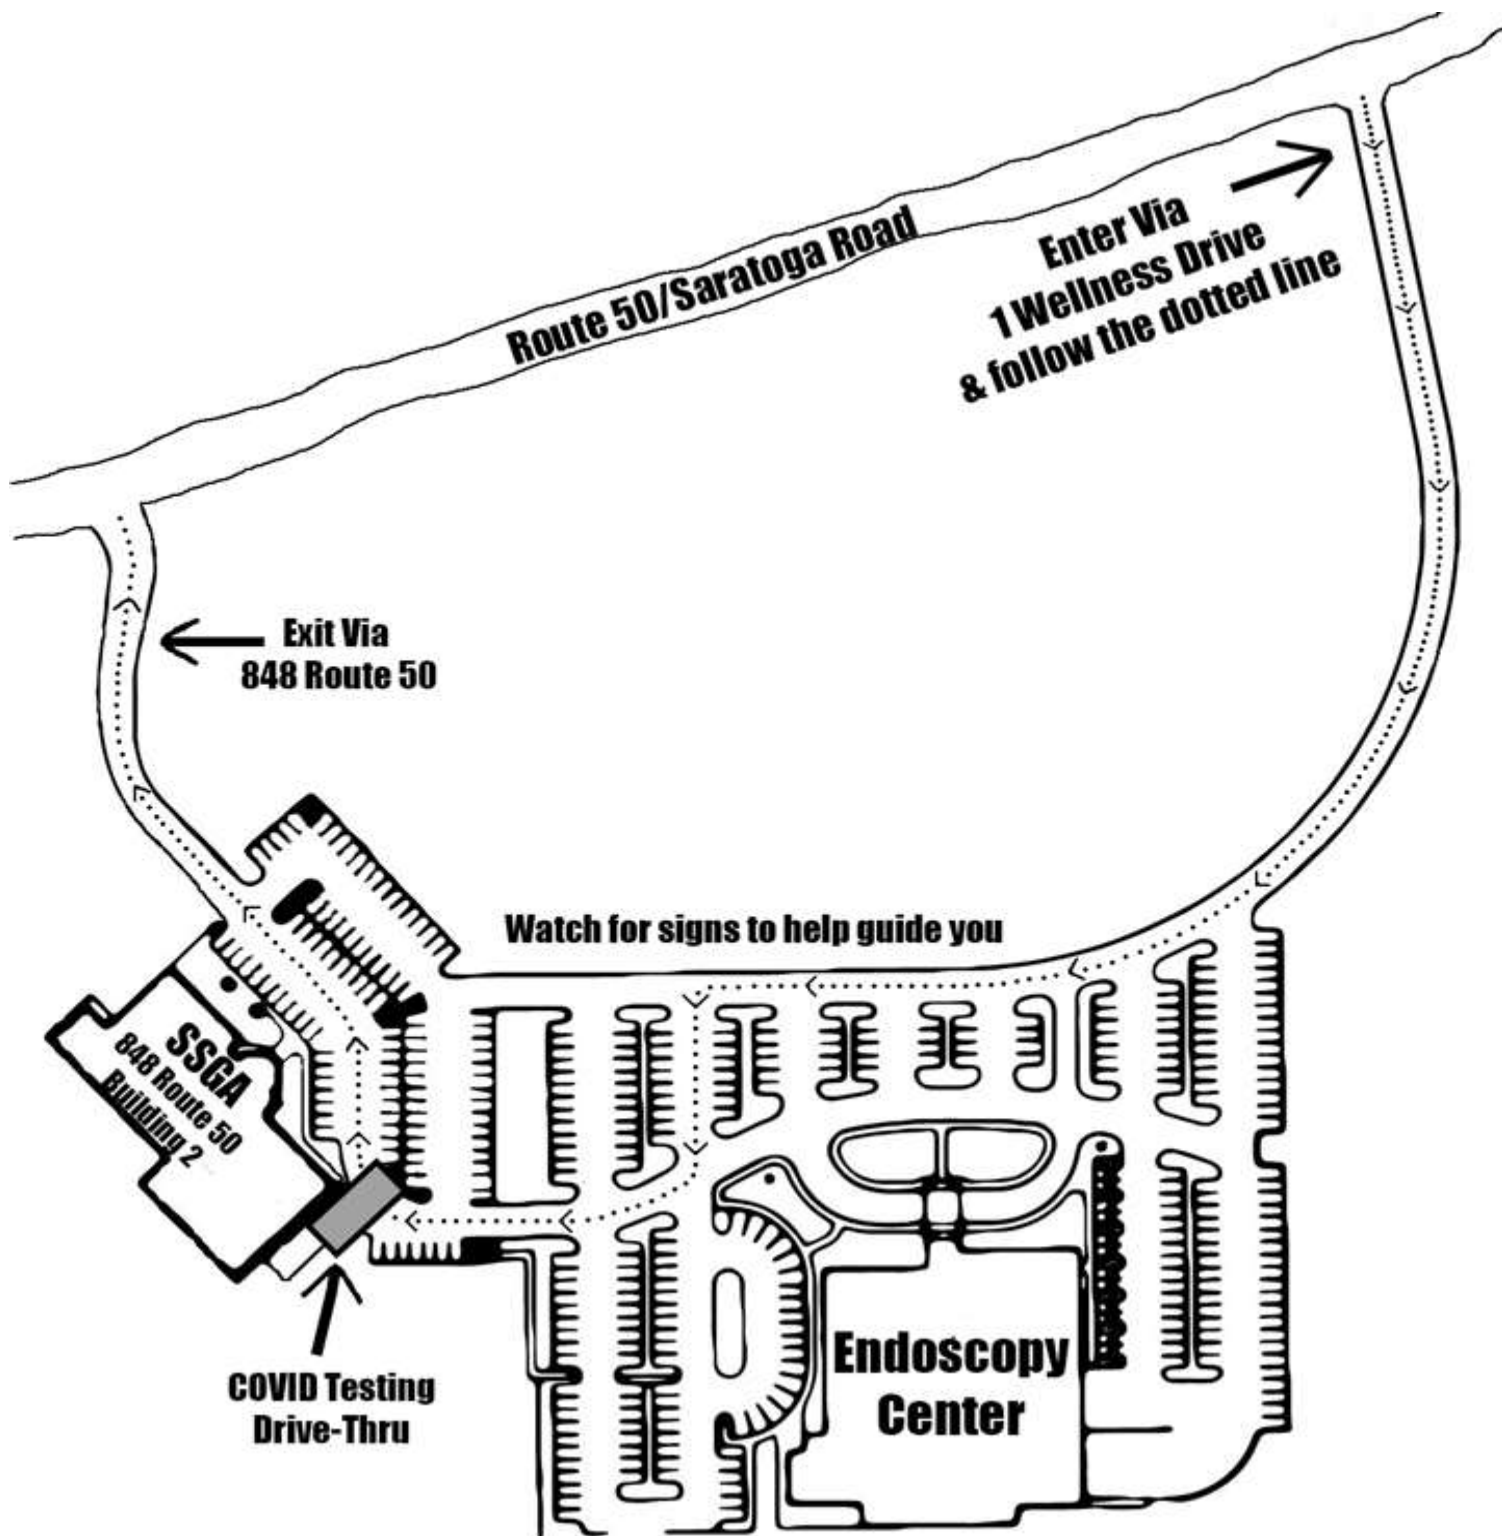 Route 50/Saratoga Road
Enter Via
1 Wellness Drive
& follow the dotted line
Exit Via
848 Route 50
Watch for signs to help guide you
SSGA
848 Route 50
Building 2
COVID Testing
Drive-Thru
Endoscopy
Center